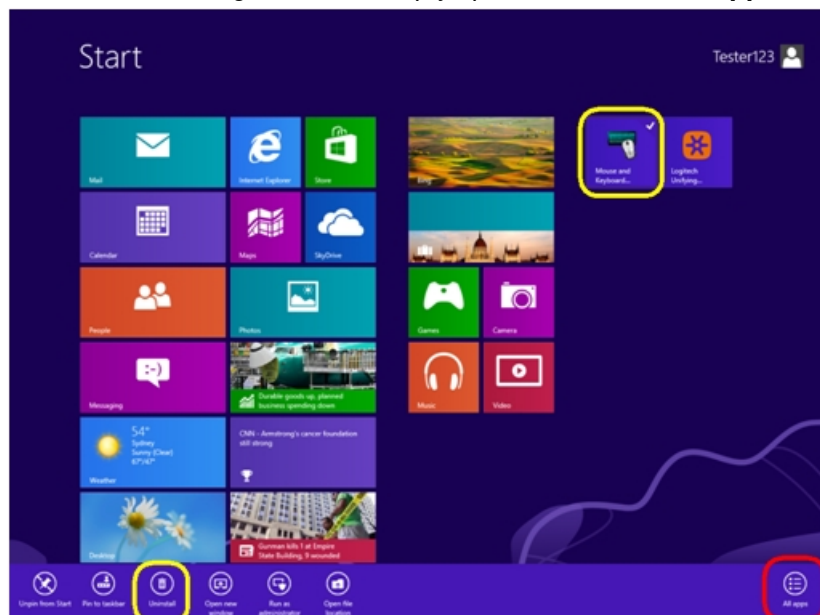 Start
Tester123
Mail
Internet Explorer
Store
Bing
Mouse and
Keyboard...
Logitech
Unifying...
Calendar
Maps
SkyDrive
People
Photos
Games
Camera
Messaging
Durable goods up, planned
business spending down
Music
Video
54°
Sydney
Sunny (Clear)
67°/47°
Weather
CNN - Armstrong's cancer foundation
still strong
Desktop
Gunman kills 1 at Empire
State Building, 9 wounded
Unpin from Start
Pin to taskbar
Uninstall
Open new
window
Run as
administrator
Open file
location
All apps